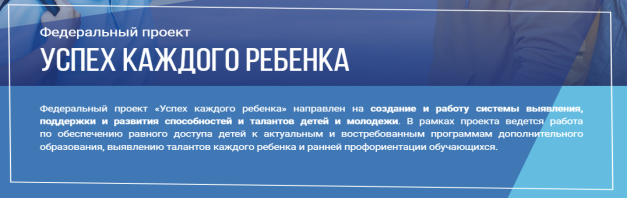 Федеральный проект
УСПЕХ КАЖДОГО РЕБЕНКА
Федеральный проект «Успех каждого ребенка» направлен на создание и работу системы выявления,
поддержки и развития способностей и талантов детей и молодежи. В рамках проекта ведется работа
по обеспечению равного доступа детей к актуальным и востребованным программам дополнительного
образования, выявлению талантов каждого ребенка и ранней профориентации обучающихся.